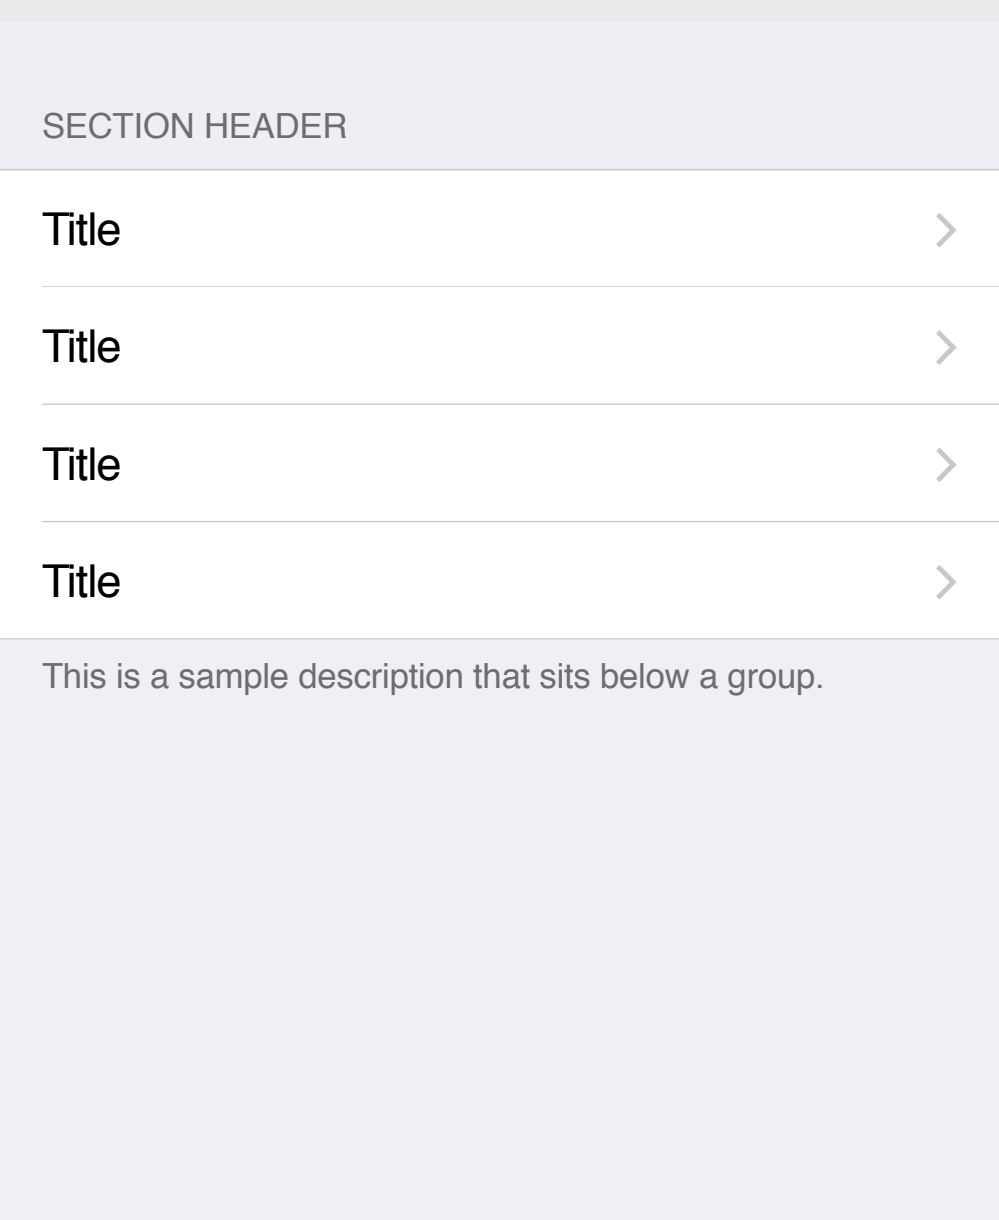 SECTION HEADER
Title
Title
Title
Title
This is a sample description that sits below a group.